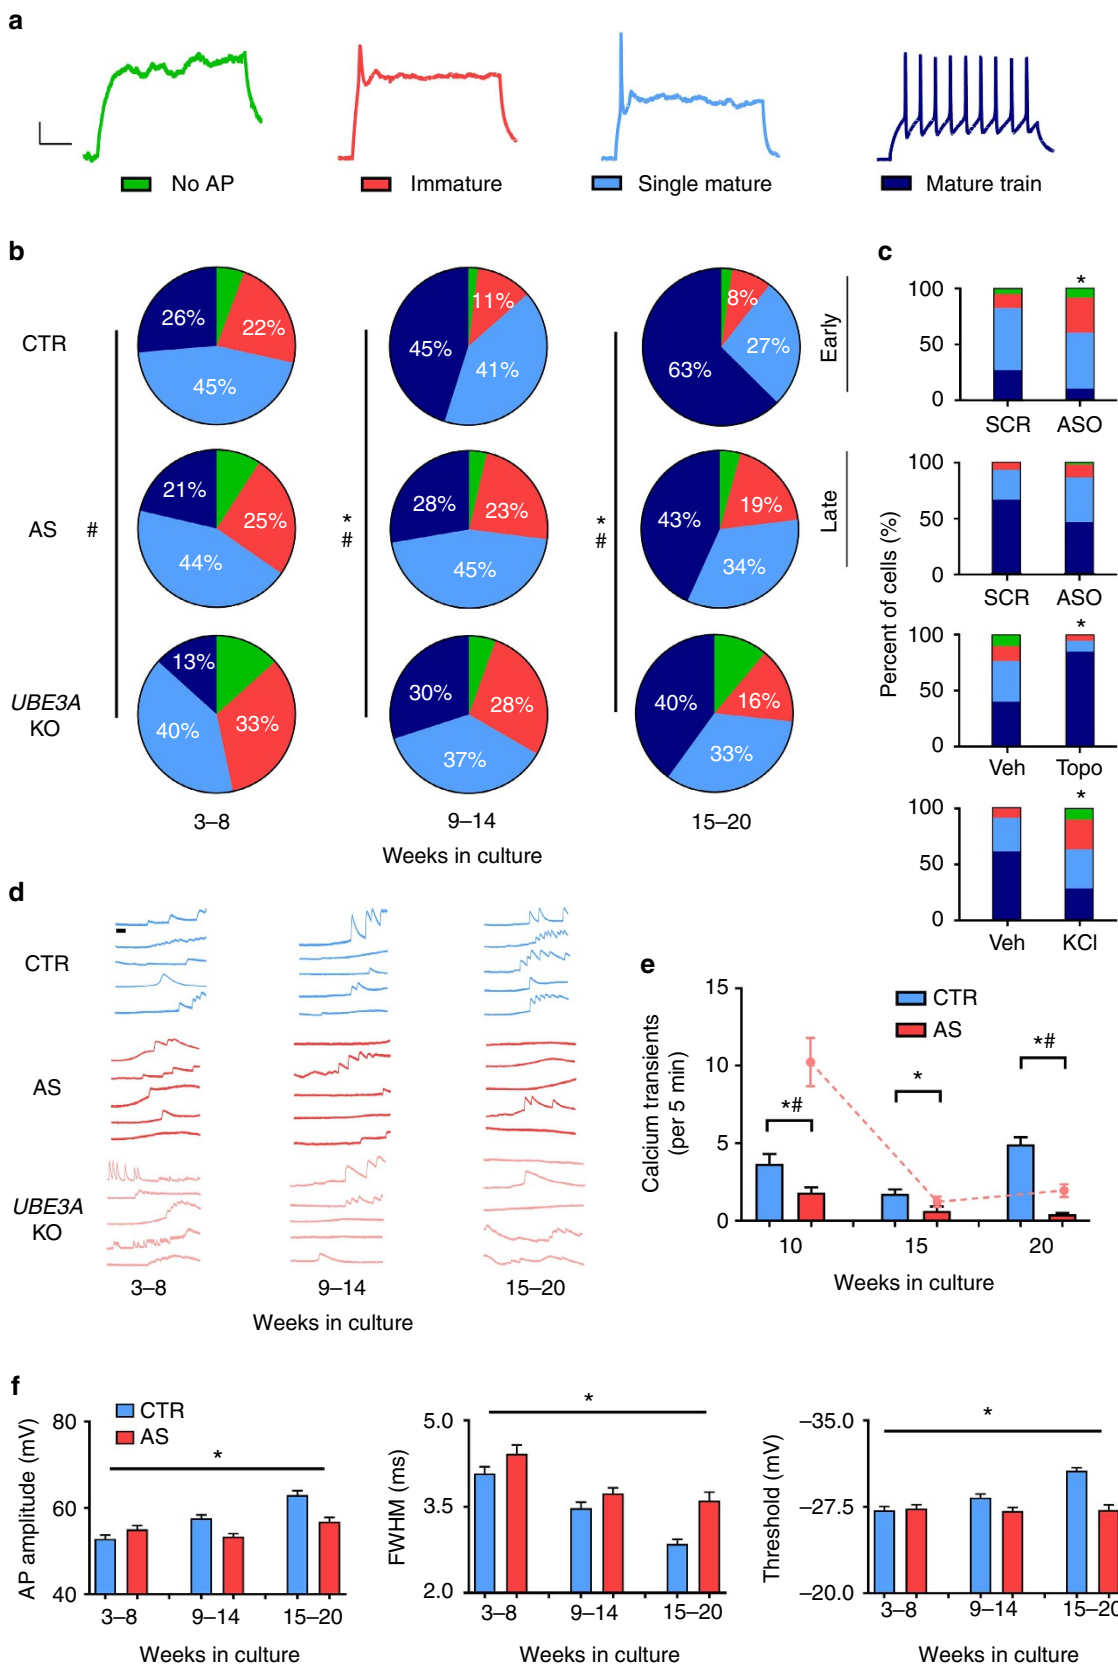 a
No AP
Immature
Single mature
Mature train
b
CTR
26%
22%
45%
45%
11%
41%
63%
8%
27%
Early
AS
#
21%
25%
44%
*
#
28%
23%
45%
*
#
43%
19%
34%
Late
UBE3A
KO
13%
33%
40%
30%
28%
37%
40%
16%
33%
3–8
9–14
15–20
Weeks in culture
c
Percent of cells (%)
100
50
0
*
SCR
ASO
100
50
0
SCR
ASO
100
50
0
*
Veh
Topo
100
50
0
*
Veh
KCl
d
CTR
AS
UBE3A
KO
3–8
9–14
15–20
Weeks in culture
e
Calcium transients
(per 5 min)
15
10
5
0
CTR
AS
*#
*
*#
10
15
20
Weeks in culture
f
AP amplitude (mV)
80
60
40
CTR
AS
*
3–8
9–14
15–20
Weeks in culture
FWHM (ms)
5.0
3.5
2.0
*
3–8
9–14
15–20
Weeks in culture
Threshold (mV)
–35.0
–27.5
–20.0
*
3–8
9–14
15–20
Weeks in culture